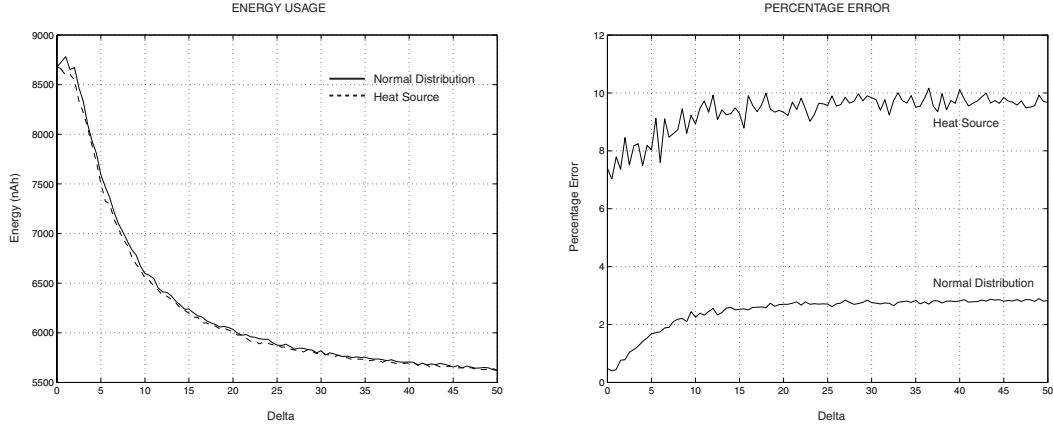 ENERGY USAGE
9000
8500
8000
7500
7000
6500
6000
5500
Energy (nAh)
Normal Distribution
Heat Source
0 5 10 15 20 25 30 35 40 45 50
Delta
PERCENTAGE ERROR
12
10
8
6
4
2
0
Percentage Error
Heat Source
Normal Distribution
0 5 10 15 20 25 30 35 40 45 50
Delta